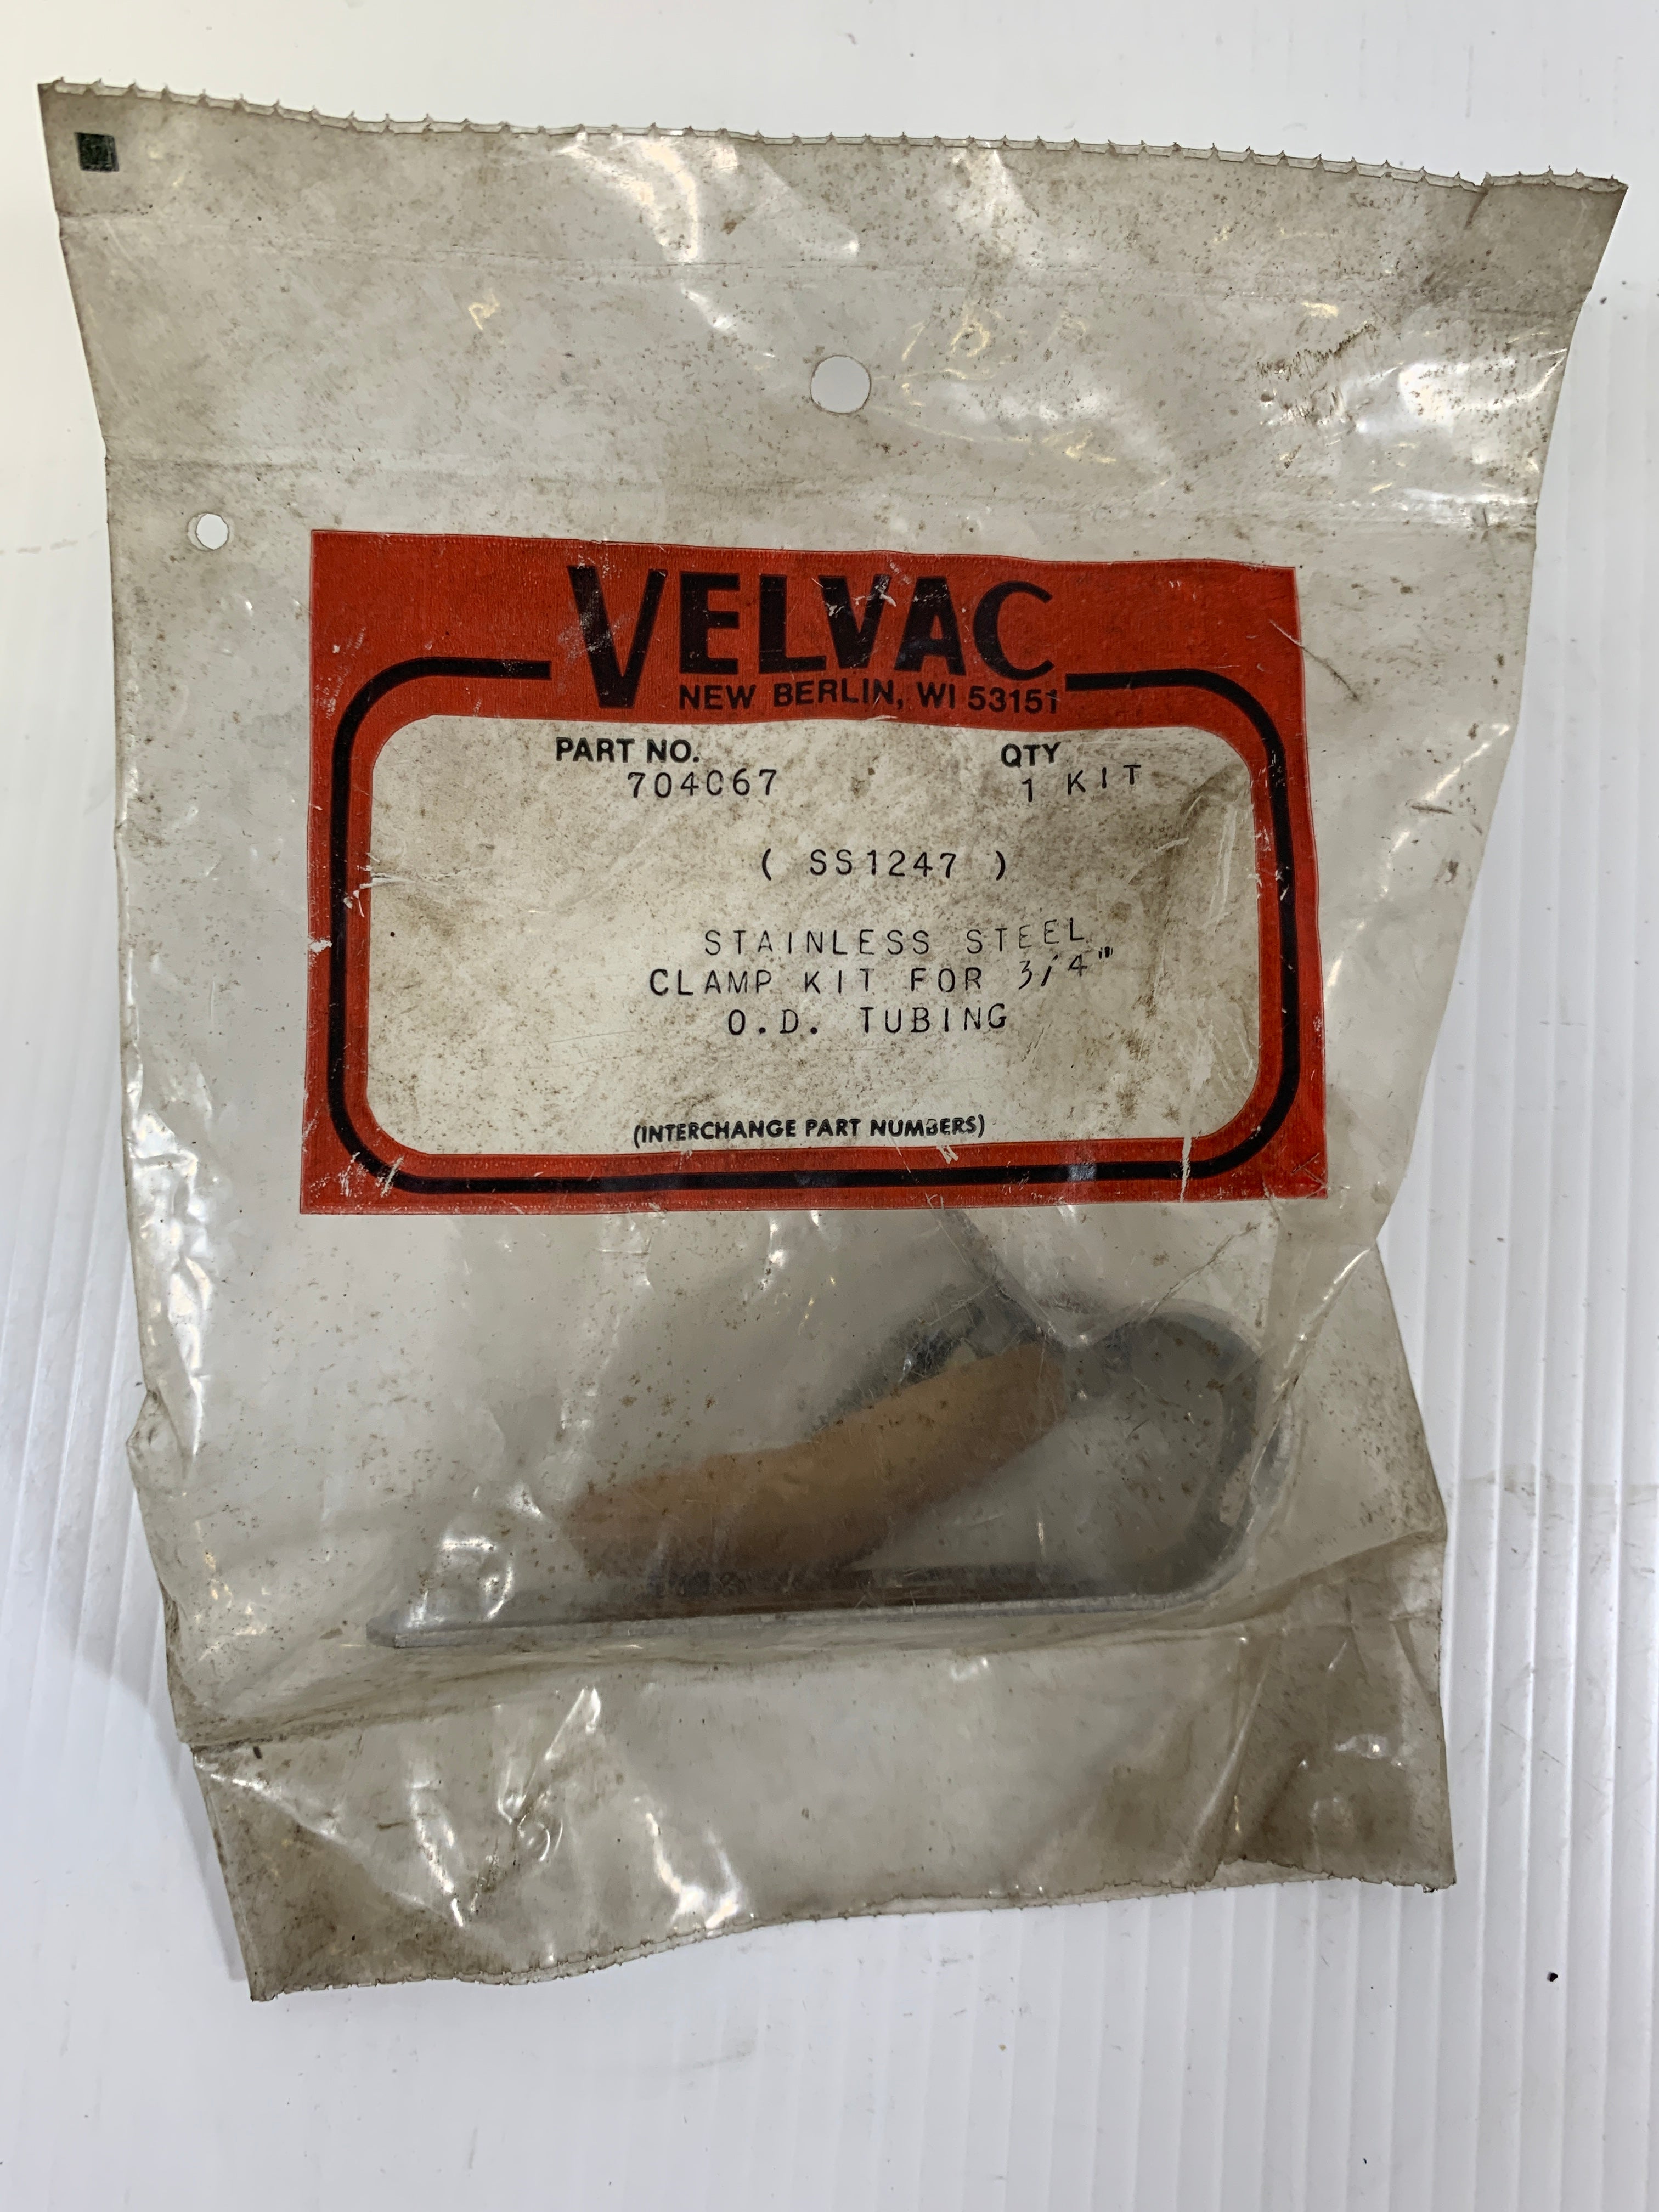 VELVAC
NEW BERLIN, WI 53151
PART NO. QTY
704C67 1 KIT
( SS1247 )
STAINLESS STEEL
CLAMP KIT FOR 3/4"
O.D. TUBING
(INTERCHANGE PART NUMBERS)